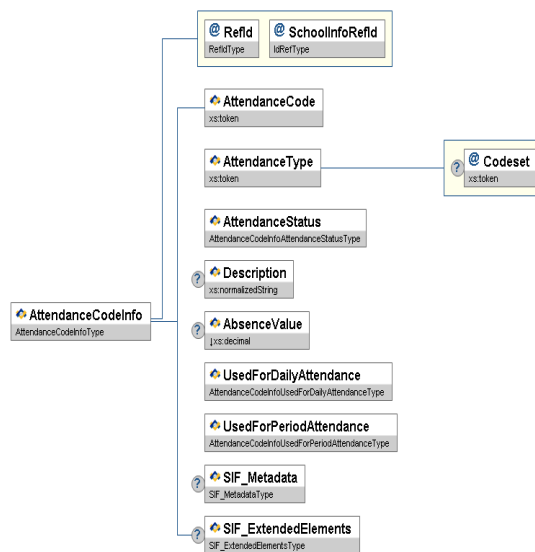 @ RefId
RefIdType
@ SchoolInfoRefId
IdRefType
AttendanceCode
xs:token
AttendanceType
xs:token
? @ Codeset
xs:token
AttendanceStatus
AttendanceCodeInfoAttendanceStatusType
? Description
xs:normalizedString
AttendanceCodeInfo
AttendanceCodeInfoType
? AbsenceValue
↓xs:decimal
UsedForDailyAttendance
AttendanceCodeInfoUsedForDailyAttendanceType
UsedForPeriodAttendance
AttendanceCodeInfoUsedForPeriodAttendanceType
? SIF_Metadata
SIF_MetadataType
? SIF_ExtendedElements
SIF_ExtendedElementsType